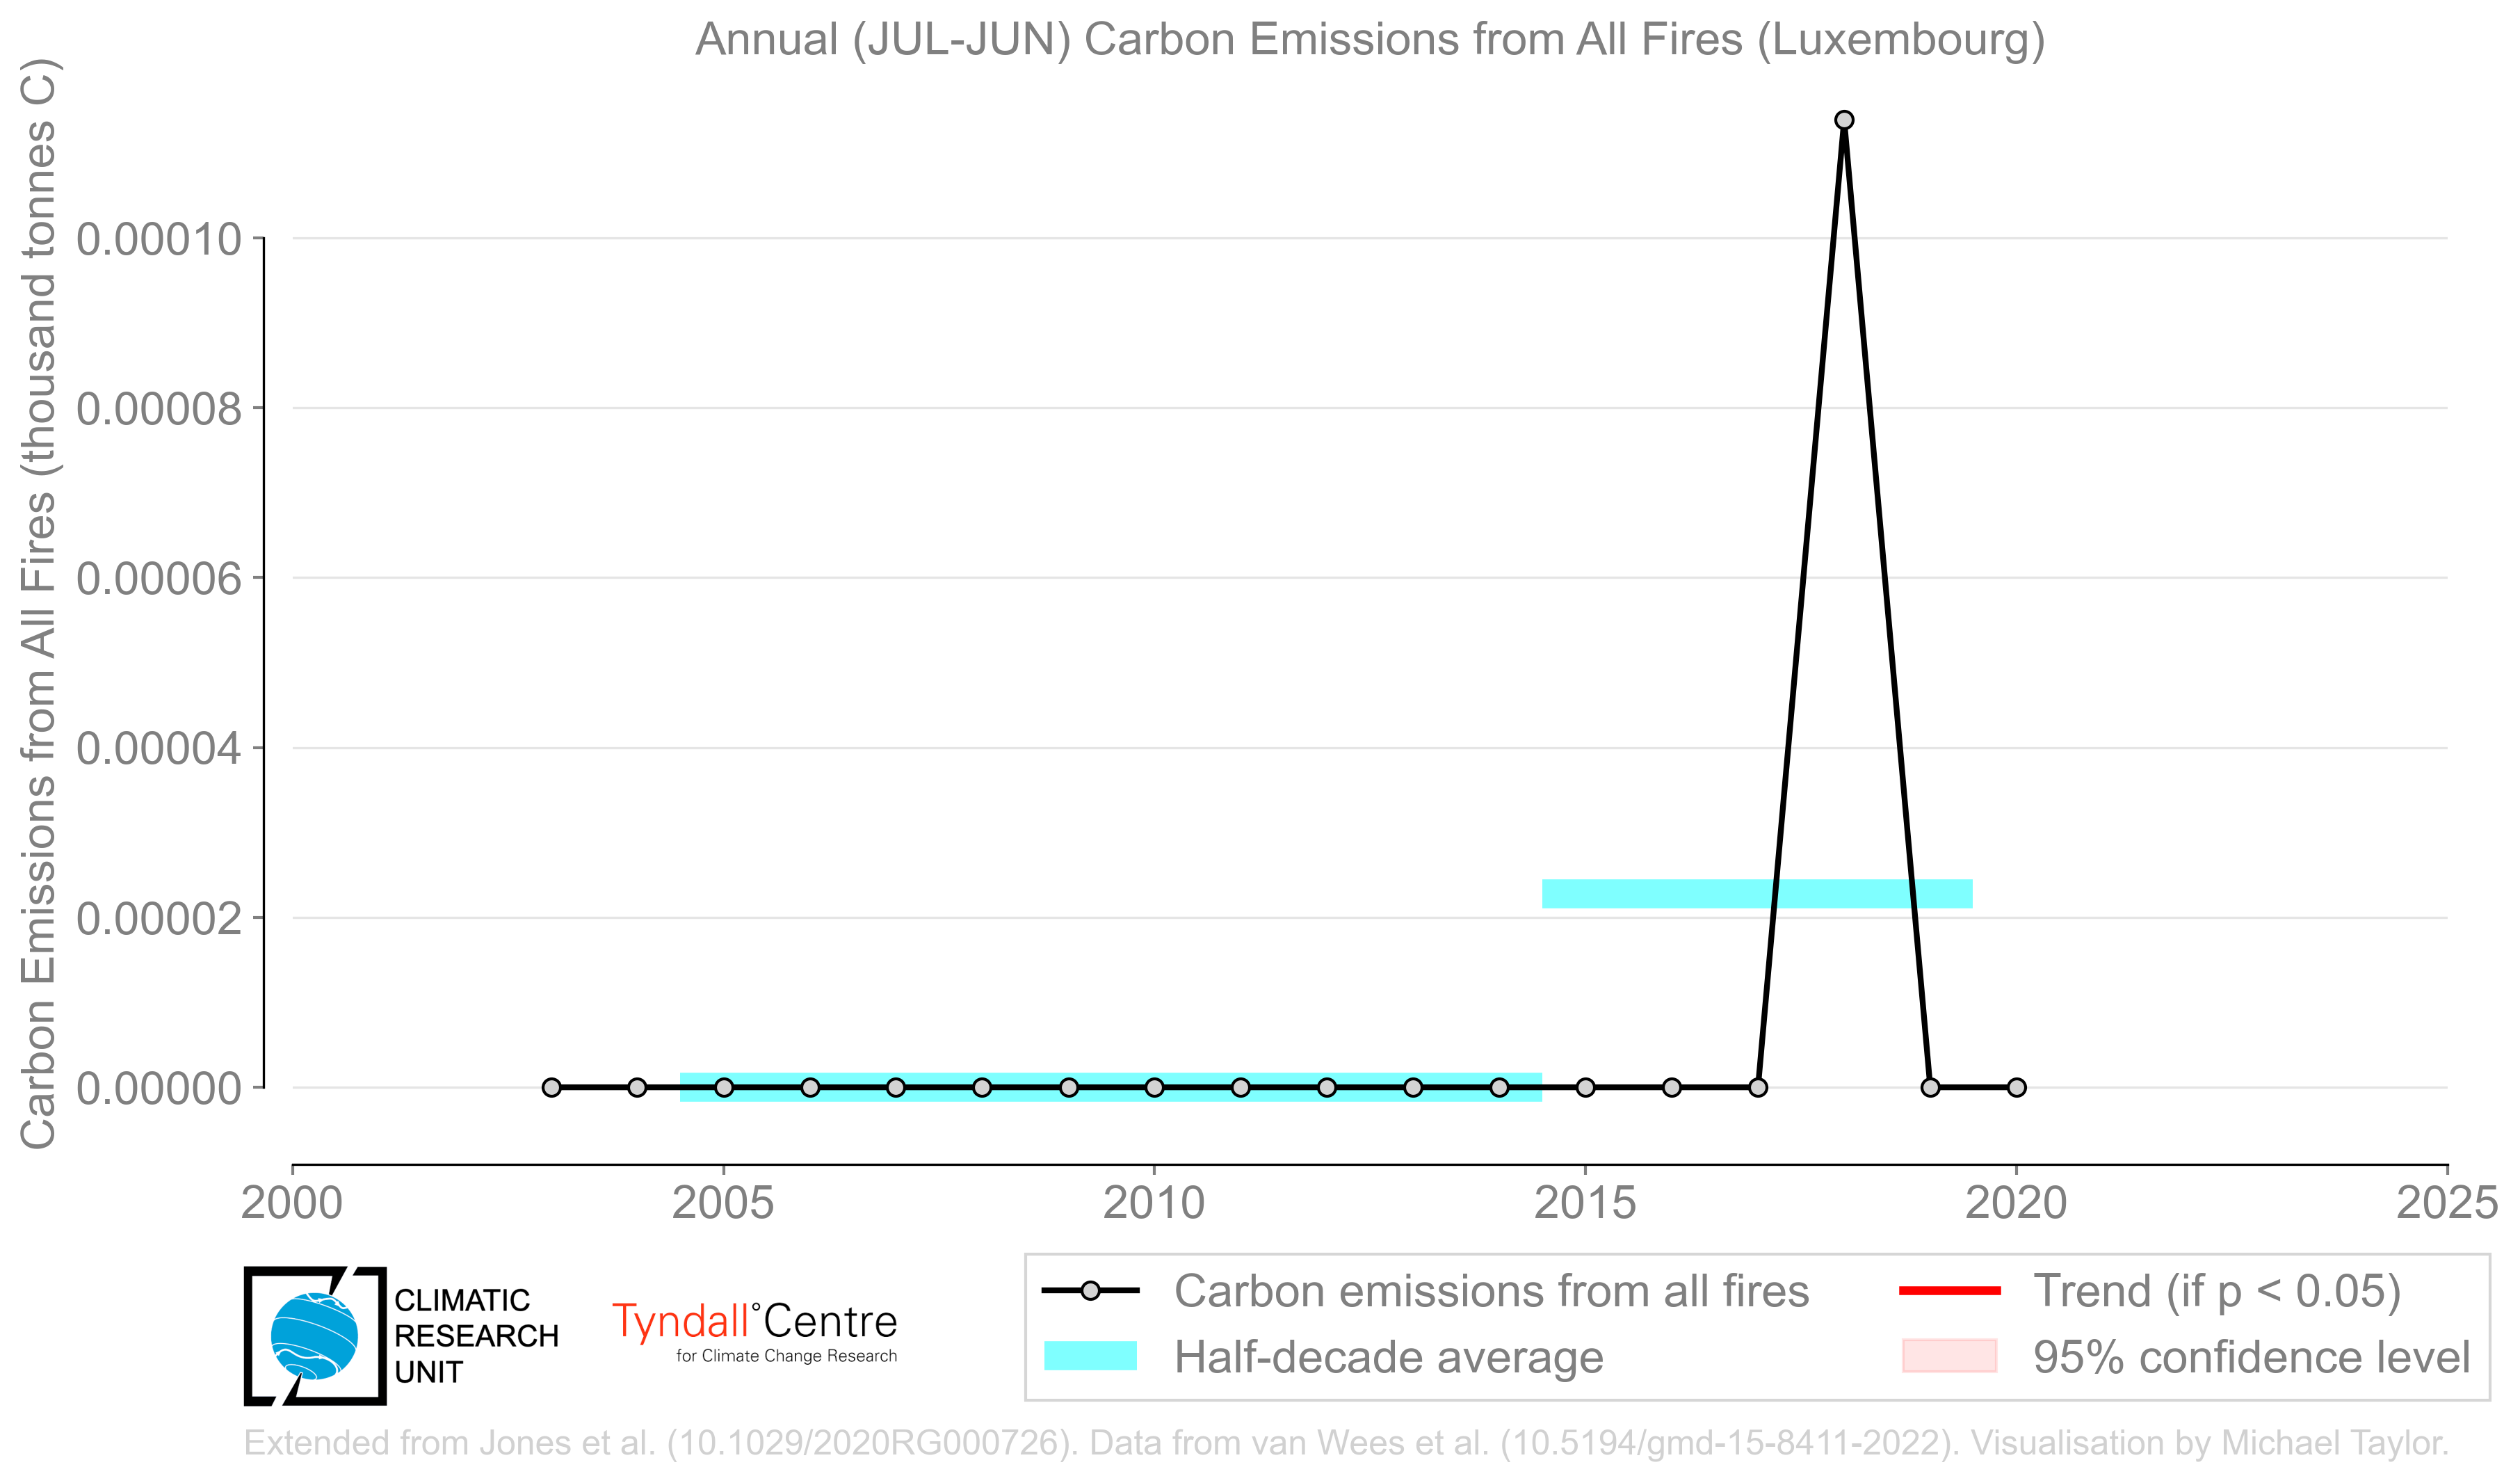 Annual (JUL-JUN) Carbon Emissions from All Fires (Luxembourg)
Carbon Emissions from All Fires (thousand tonnes C)
0.00010
0.00008
0.00006
0.00004
0.00002
0.00000
2000 2005 2010 2015 2020 2025
CLIMATIC
RESEARCH
UNIT
Tyndall°Centre
for Climate Change Research
Carbon emissions from all fires
Half-decade average
Trend (if p < 0.05)
95% confidence level
Extended from Jones et al. (10.1029/2020RG000726). Data from van Wees et al. (10.5194/gmd-15-8411-2022). Visualisation by Michael Taylor.